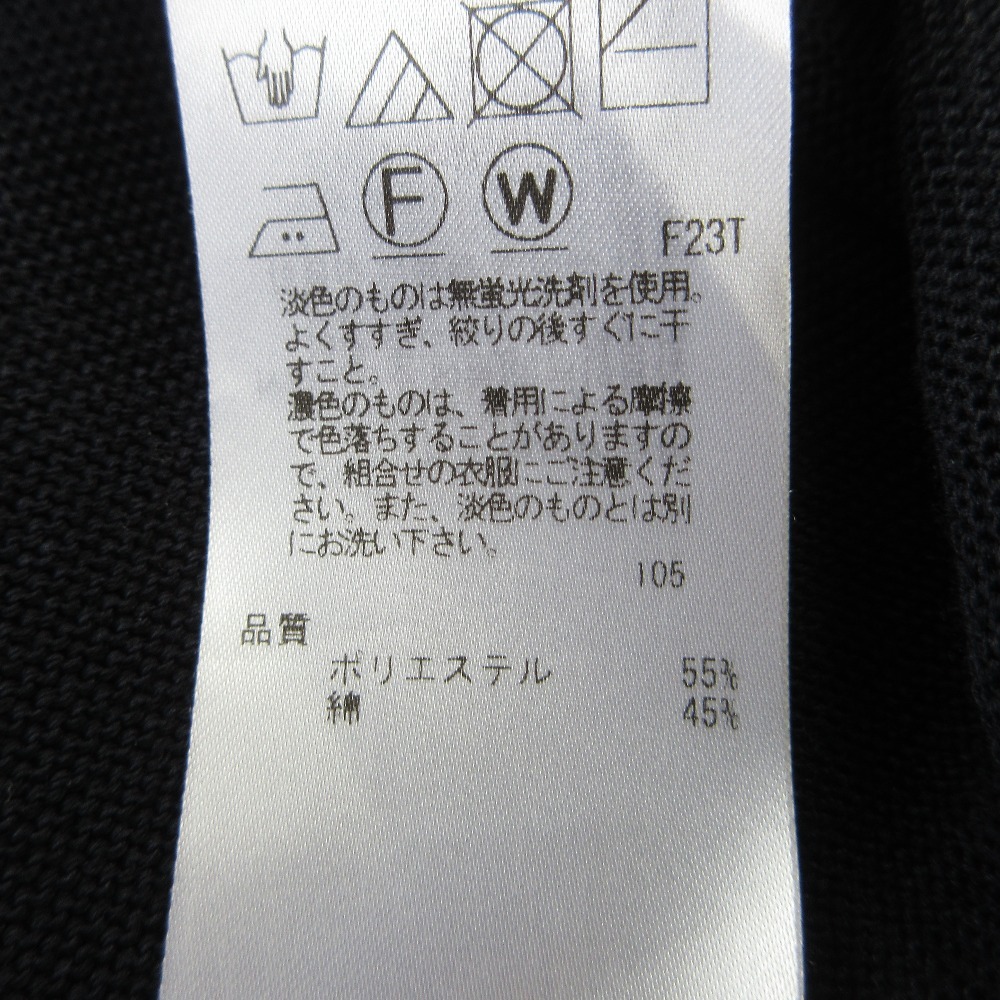 F W F23T
淡色のものは無蛍光洗剤を使用。
よくすすぎ、絞りの後すぐに干
すこと。
濃色のものは、着用による摩擦
で色落ちすることがありますの
で、組合せの衣服にご注意くだ
さい。また、淡色のものとは別
にお洗い下さい。
105
品質
ポリエステル 55%
綿 45%